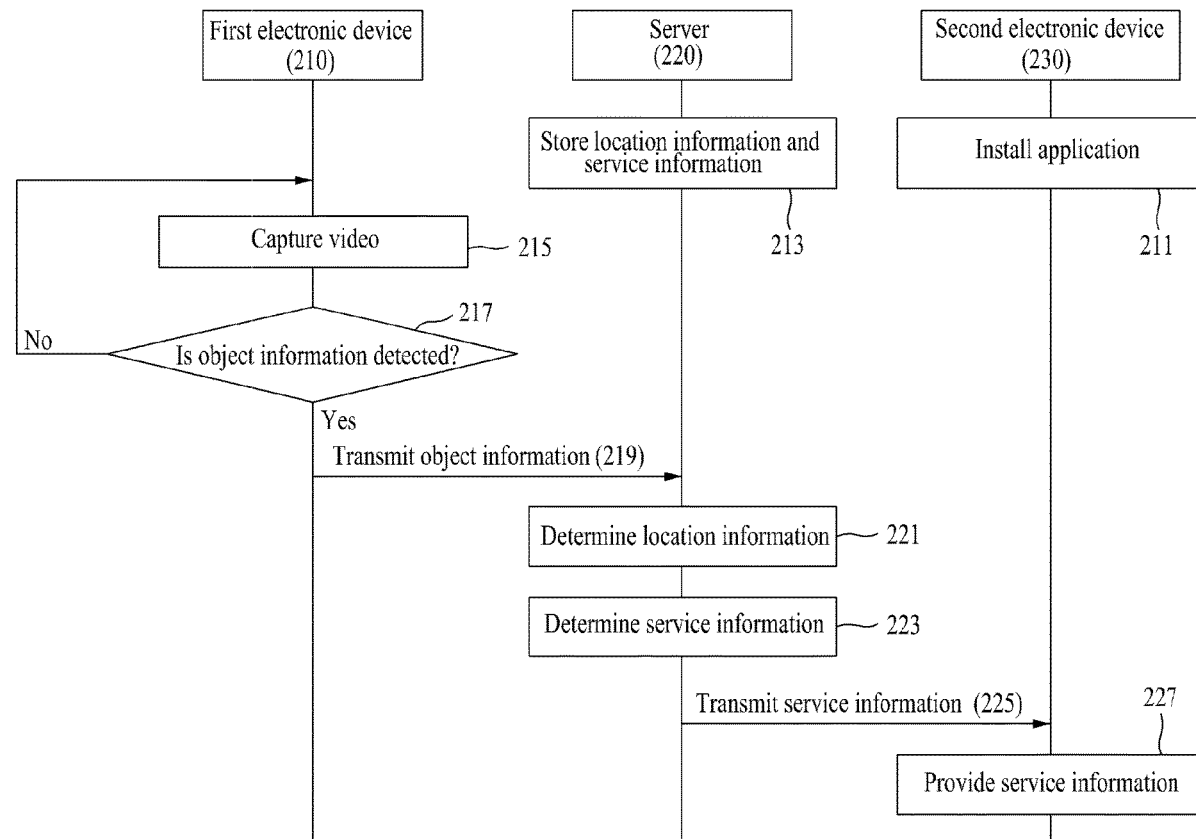 First electronic device
(210)
Server
(220)
Second electronic device
(230)
Store location information and
service information
213
Install application
211
Capture video
215
217
Is object information detected?
No
Yes
Transmit object information (219)
Determine location information
221
Determine service information
223
Transmit service information (225)
227
Provide service information